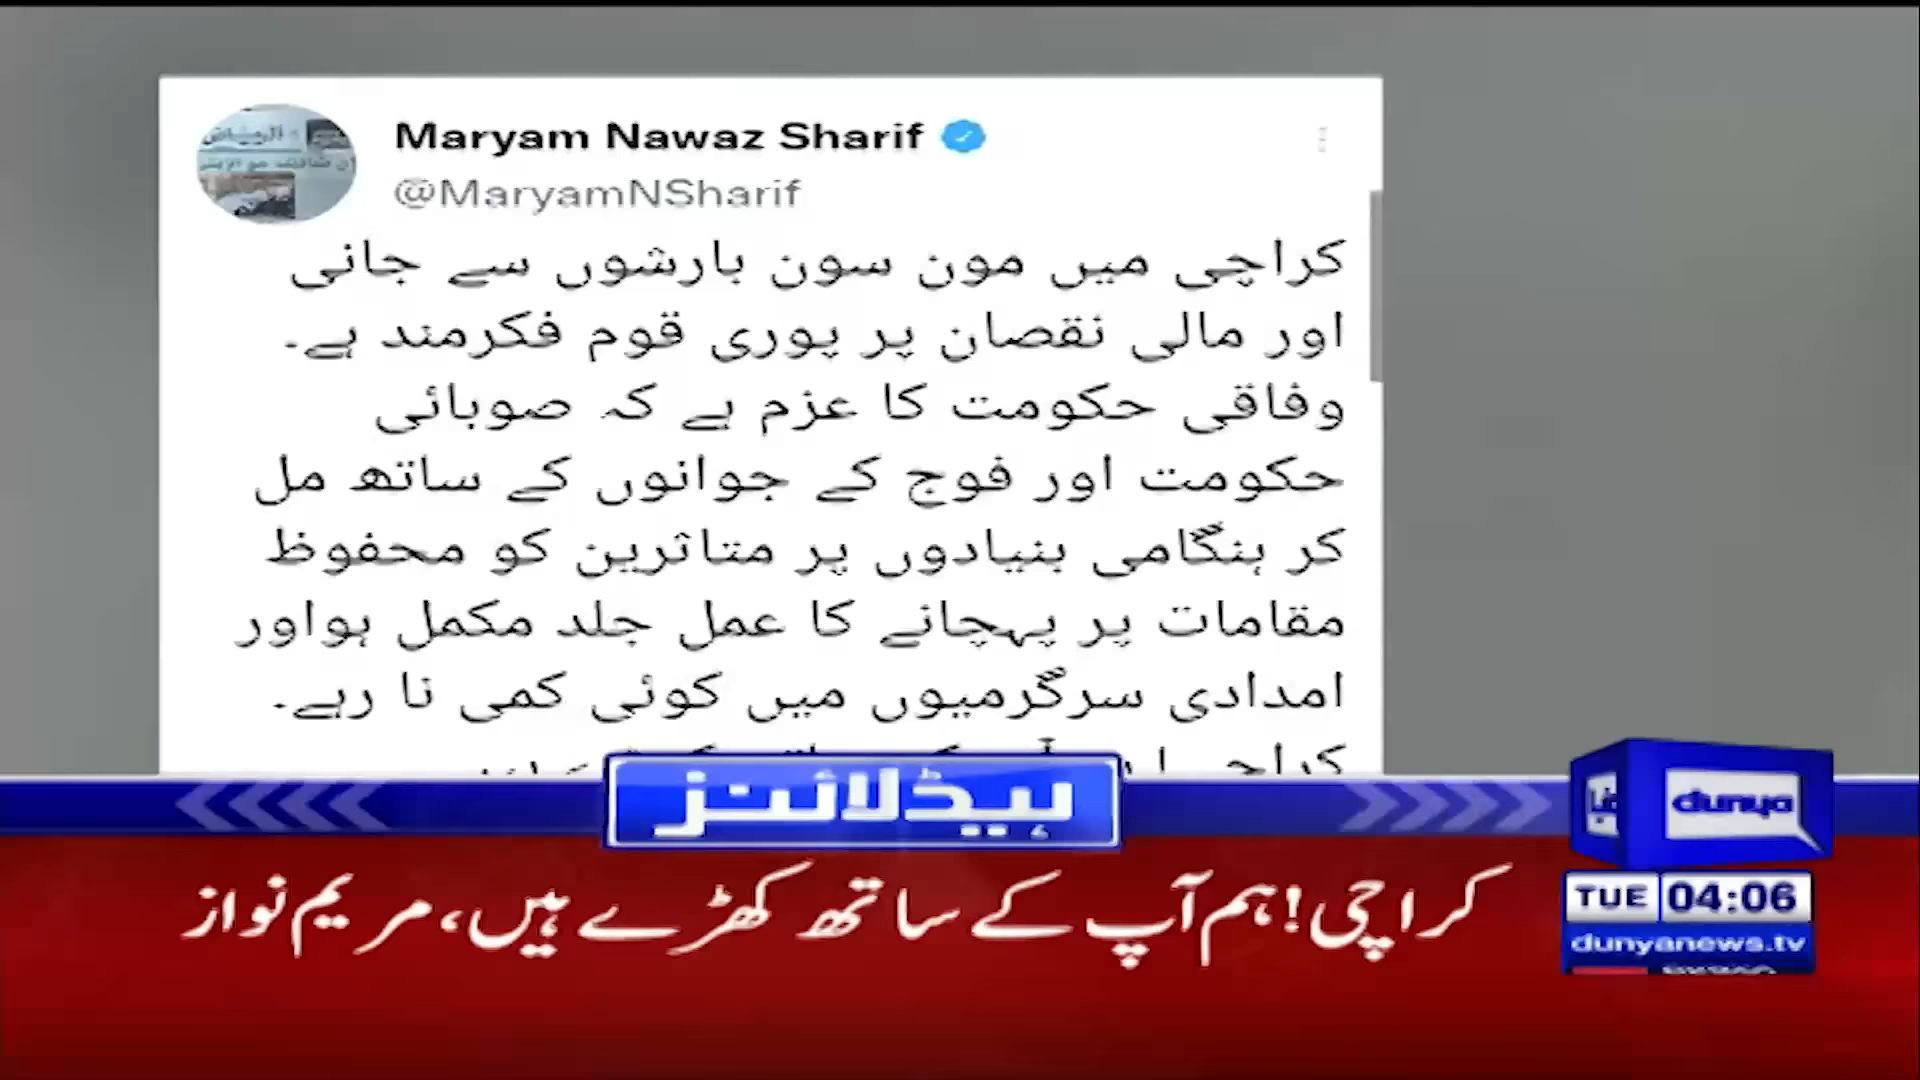 Maryam Nawaz Sharif
@MaryamNSharif
کراچی میں مون سون بارشوں سے جانی
اور مالی نقصان پر پوری قوم فکرمند ہے۔
وفاقی حکومت کا عزم ہے کہ صوبائی
حکومت اور فوج کے جوانوں کے ساتھ مل
کر ہنگامی بنیادوں پر متاثرین کو محفوظ
مقامات پر پہچانے کا عمل جلد مکمل ہواور
امدادی سرگرمیوں میں کوئی کمی نا رہے۔
ہیڈلائنز
dunya
کراچی!ہم آپ کے ساتھ کھڑے ہیں، مریم نواز
TUE 04:06
dunyanews.tv